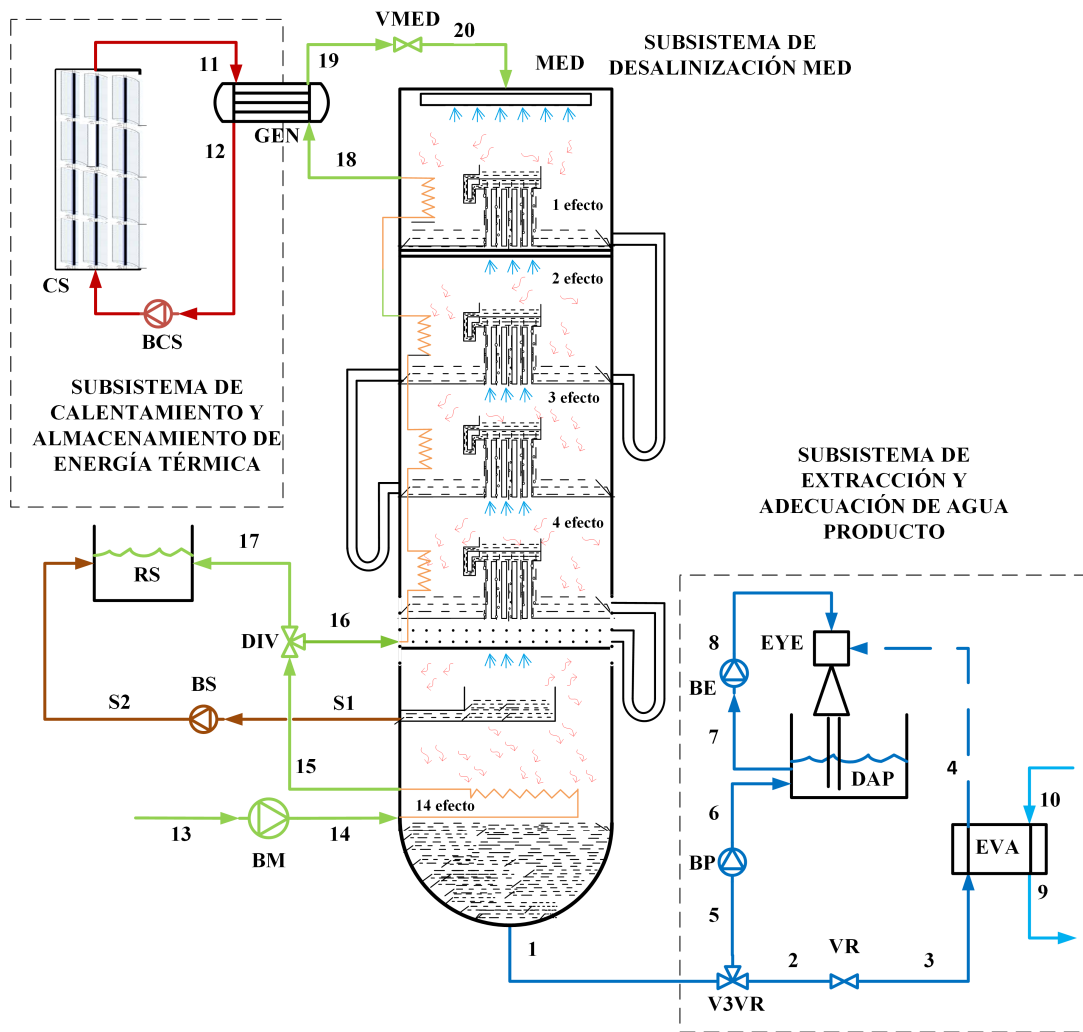 VMED
20
19
11
SUBSISTEMA DE
DESALINIZACIÓN MED
MED
GEN
12
18
1 efecto
CS
BCS
2 efecto
SUBSISTEMA DE
CALENTAMIENTO Y
ALMACENAMIENTO DE
ENERGÍA TÉRMICA
3 efecto
SUBSISTEMA DE
EXTRACCIÓN Y
ADECUACIÓN DE AGUA
PRODUCTO
4 efecto
17
RS
16
DIV
8
EYE
BE
S2
BS
S1
7
15
DAP
4
10
14 efecto
6
13
14
BM
BP
EVA
9
5
1
2
VR
3
V3VR